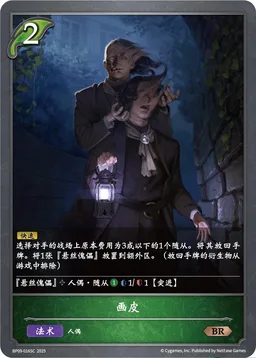 2
快速
选择对手的战场上原本费用为3或以下的1个随从。将其放回手
牌。将1张『悬丝傀儡』放置到额外区。（放回手牌的衍生物从
游戏中排除）
『悬丝傀儡』人偶・随从 1 1/1【突进】
画皮
法术 人偶 BR
2025 © Cygames, Inc. Published by NetEase Games